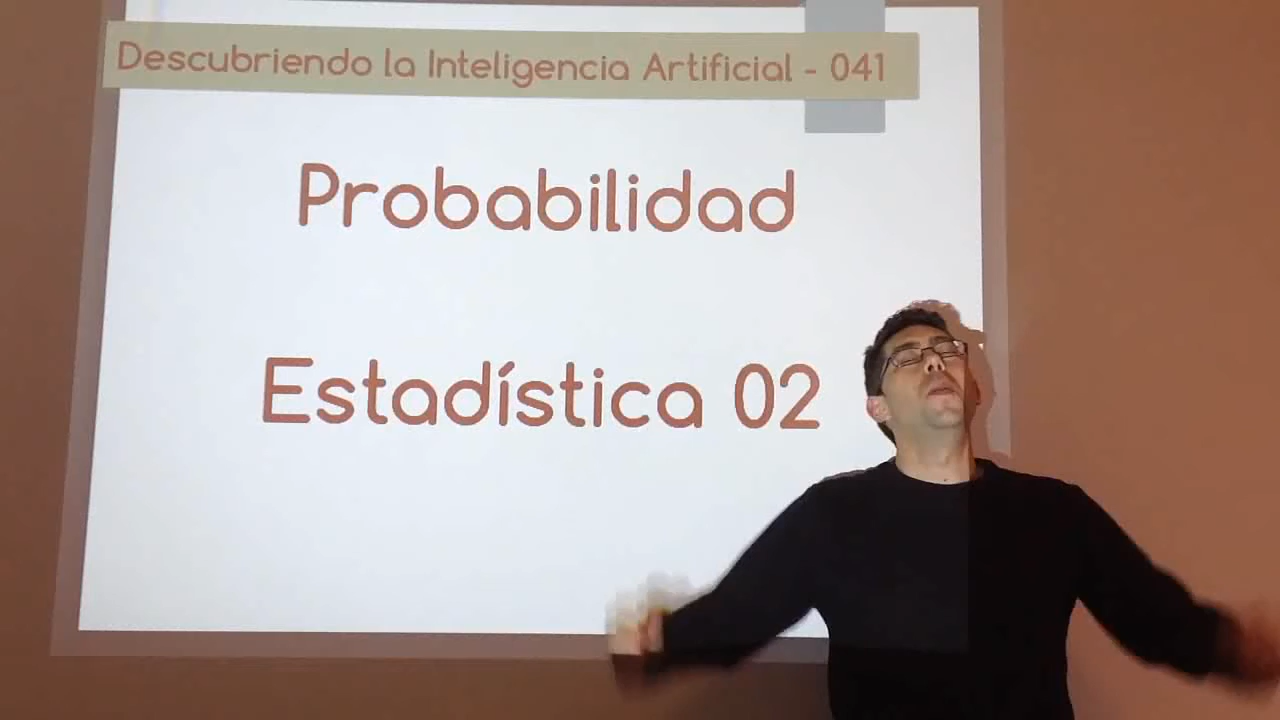 Descubriendo la Inteligencia Artificial - 041
Probabilidad
Estadística 02